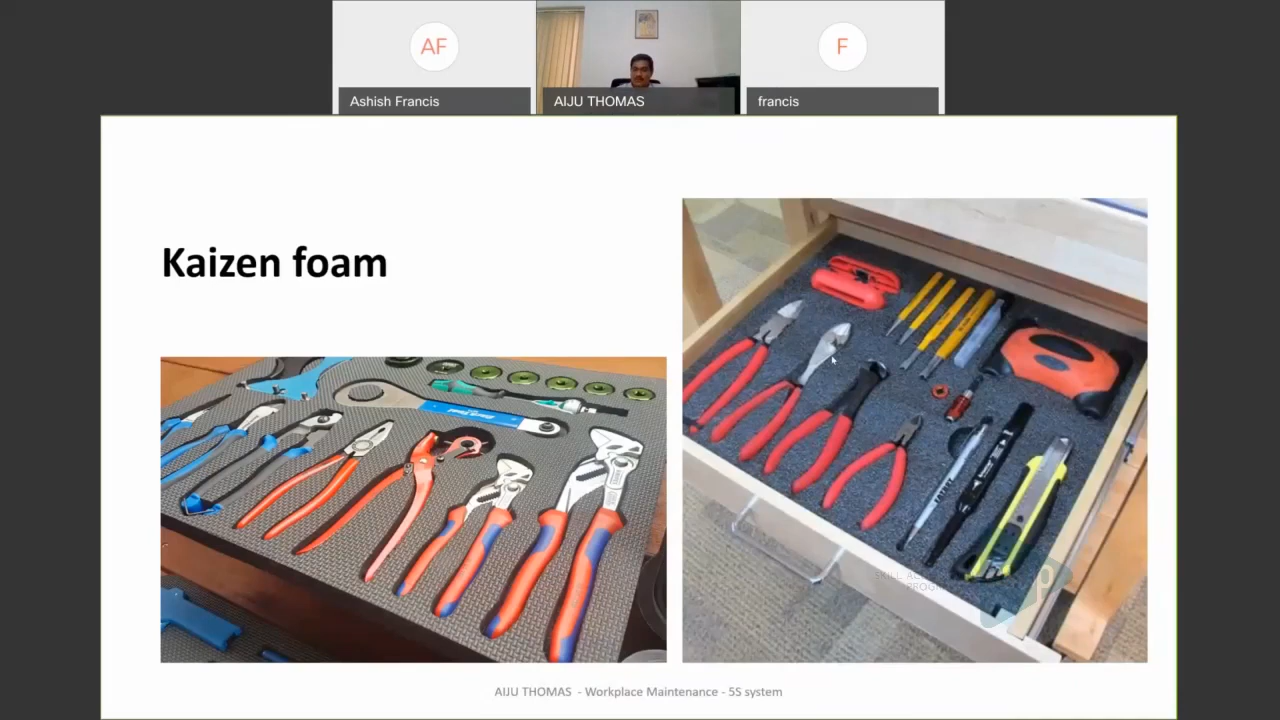 AF
F
Ashish Francis
AIJU THOMAS
francis
Kaizen foam
AIJU THOMAS - Workplace Maintenance - 5S system